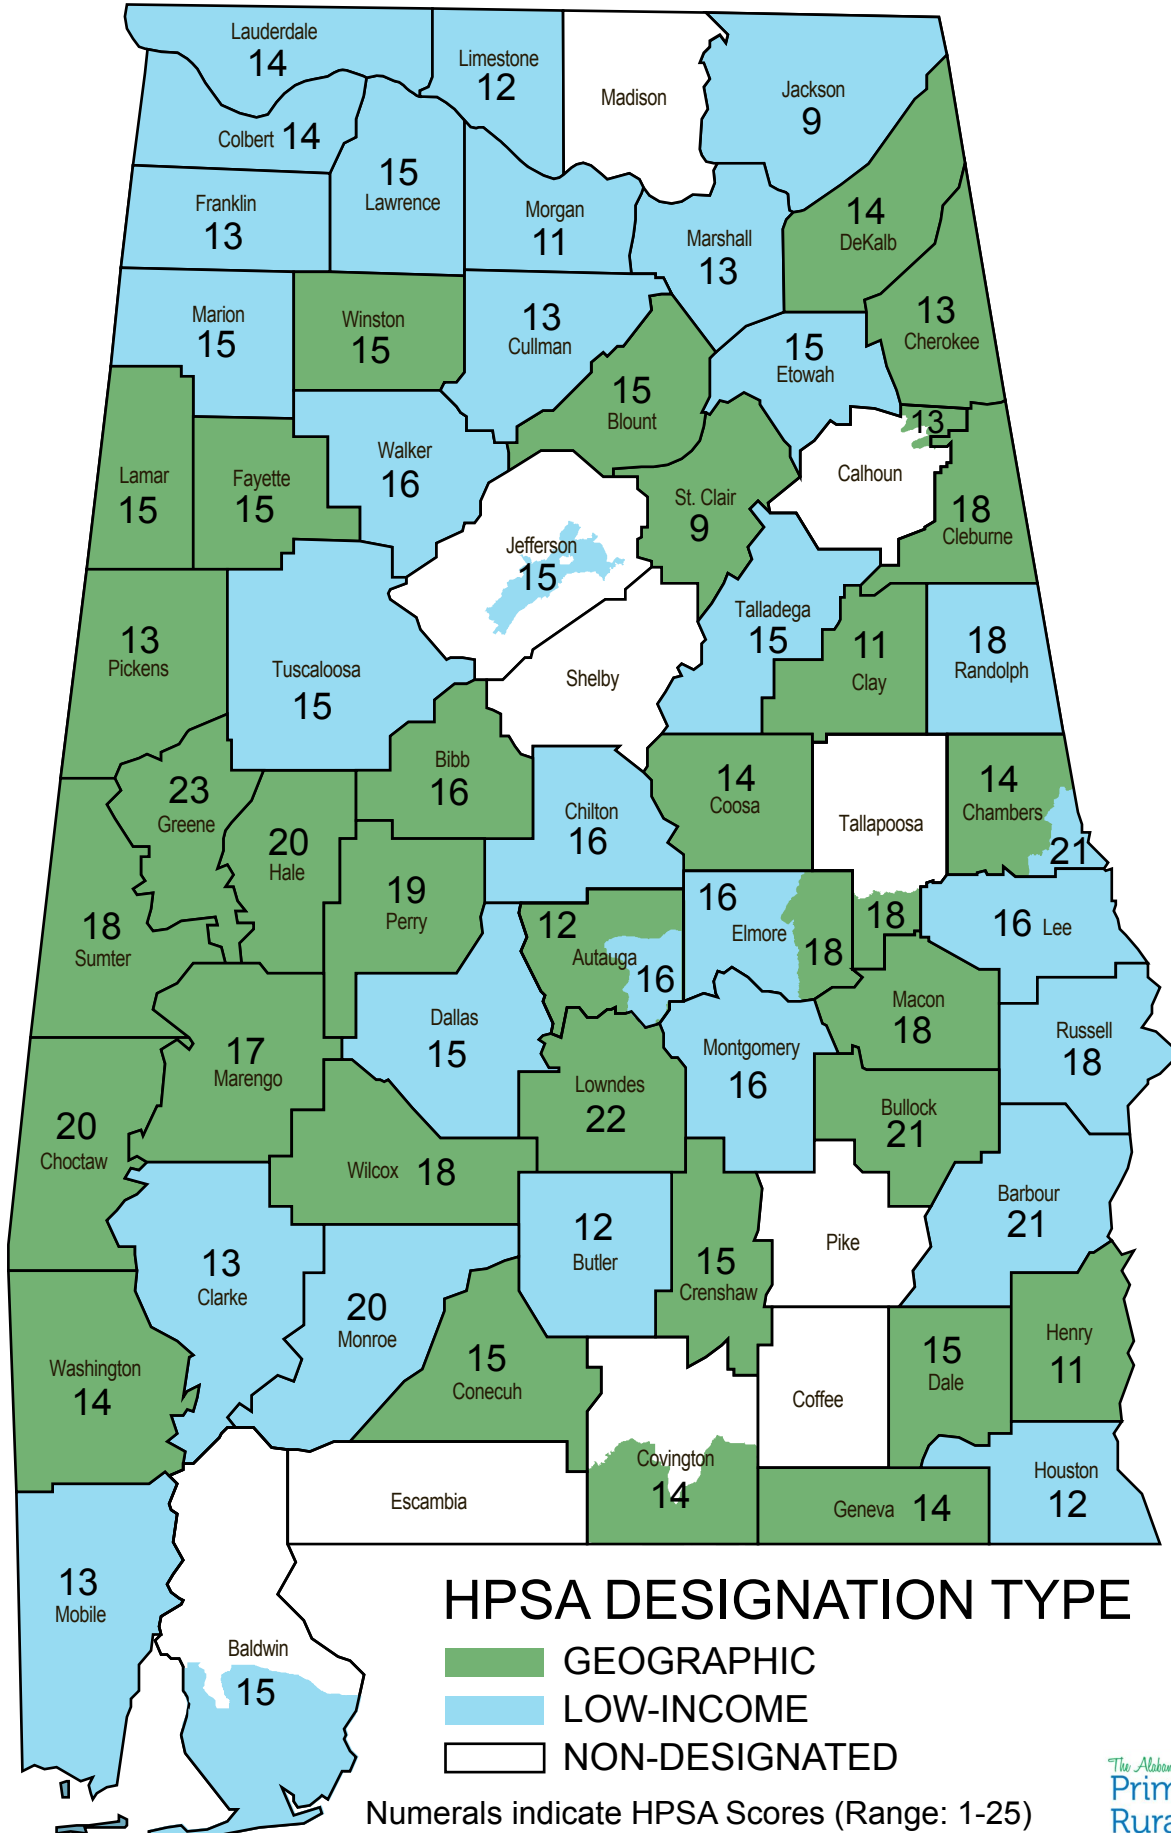 Lauderdale
14
Limestone
12
Madison
Jackson
9
Colbert 14
15
Lawrence
Franklin
13
Morgan
11
Marshall
13
14
DeKalb
Marion
15
Winston
15
13
Cullman
13
Cherokee
15
Etowah
15
Blount
13
Calhoun
Walker
16
Lamar
15
Fayette
15
St. Clair
9
18
Cleburne
Jefferson
15
Talladega
15
13
Pickens
Tuscaloosa
15
Shelby
11
Clay
18
Randolph
Bibb
16
23
Greene
20
Hale
Chilton
16
14
Coosa
Tallapoosa
14
Chambers
21
19
Perry
18
Sumter
12
Autauga
16
16
Elmore
18
18
16 Lee
Dallas
15
17
Marengo
Montgomery
16
Macon
18
Russell
18
Lowndes
22
Bullock
21
20
Choctaw
Wilcox 18
Barbour
21
13
Clarke
12
Butler
15
Crenshaw
Pike
20
Monroe
Washington
14
15
Conecuh
Coffee
15
Dale
Henry
11
Covington
14
Escambia
Geneva 14
Houston
12
13
Mobile
Baldwin
15
HPSA DESIGNATION TYPE
GEOGRAPHIC
LOW-INCOME
NON-DESIGNATED
Numerals indicate HPSA Scores (Range: 1-25)
The